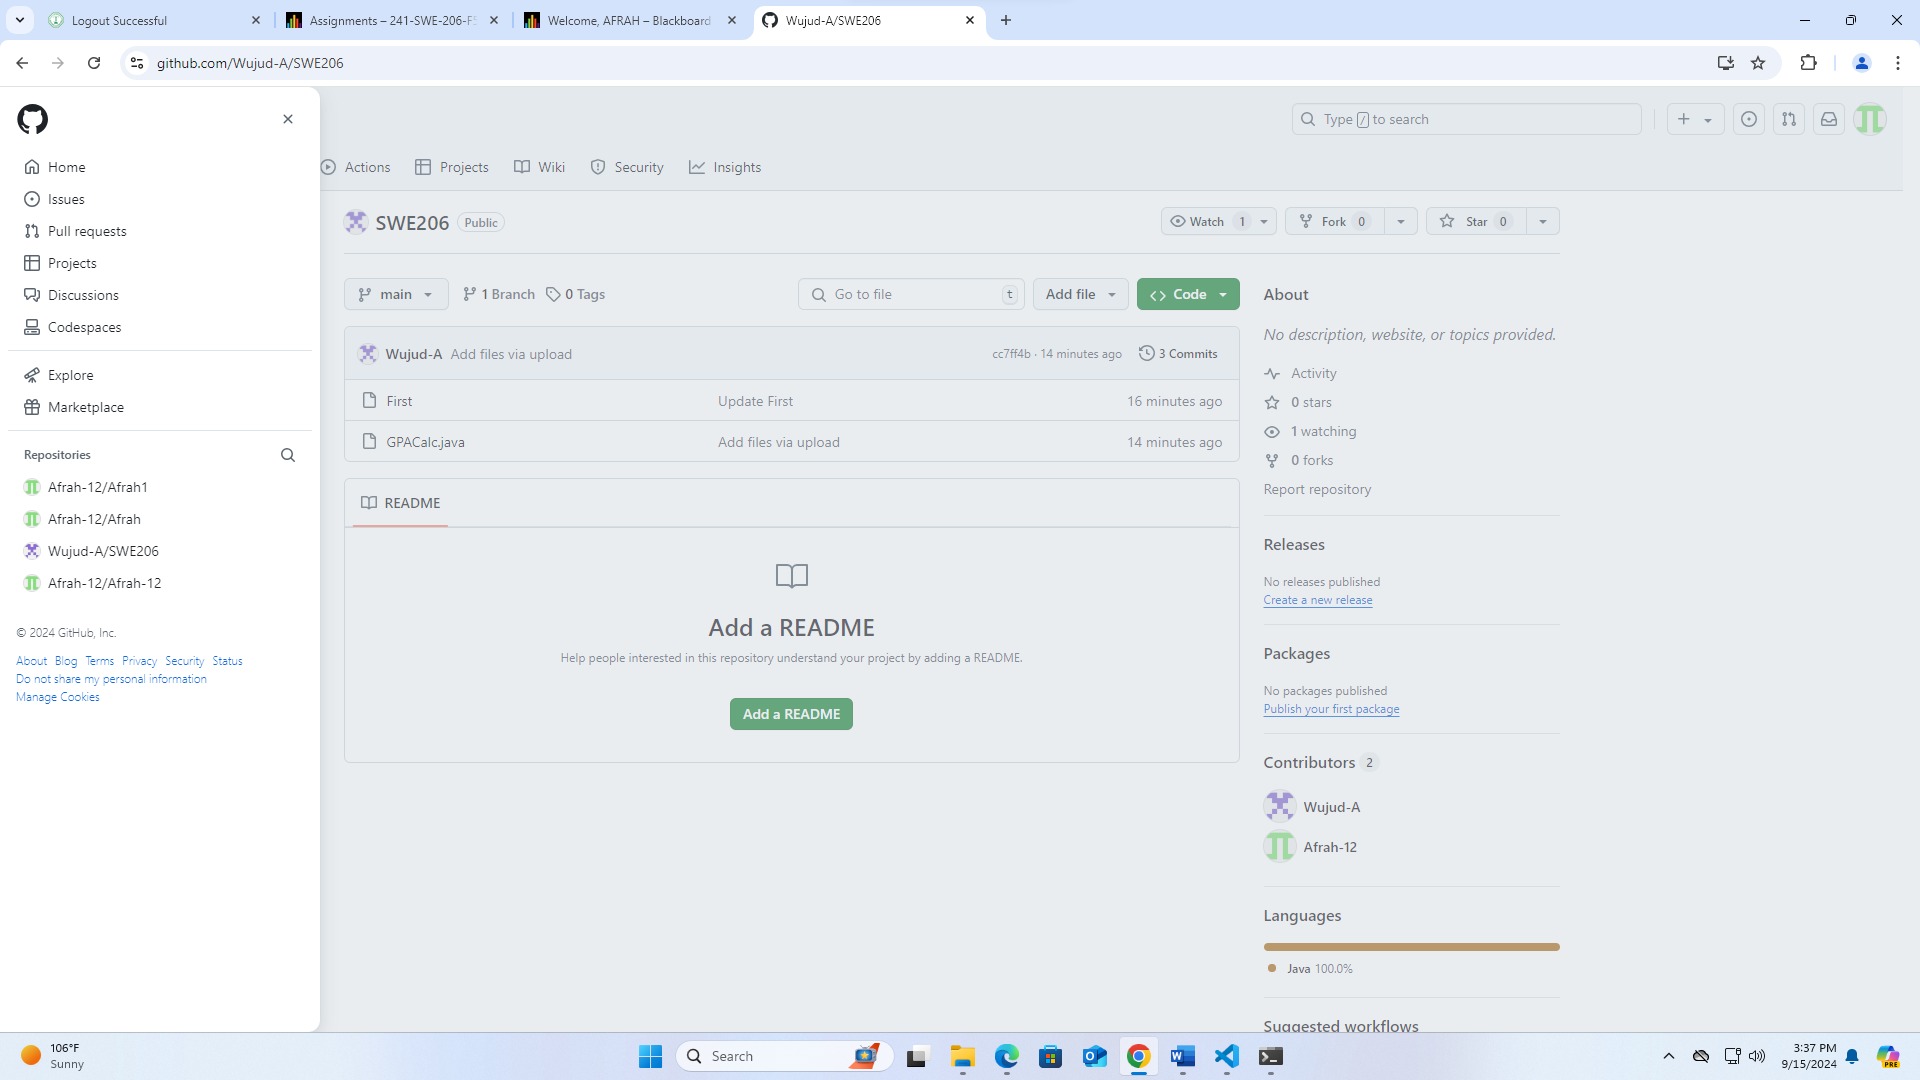 Logout Successful
Assignments – 241-SWE-206-F5
Welcome, AFRAH – Blackboard
Wujud-A/SWE206
github.com/Wujud-A/SWE206
Type / to search
Home
Issues
Pull requests
Projects
Discussions
Codespaces
Explore
Marketplace
Repositories
Afrah-12/Afrah1
Afrah-12/Afrah
Wujud-A/SWE206
Afrah-12/Afrah-12
© 2024 GitHub, Inc.
About Blog Terms Privacy Security Status
Do not share my personal information
Manage Cookies
Actions Projects Wiki Security Insights
SWE206 Public
Watch 1 Fork 0 Star 0
main 1 Branch 0 Tags
Go to file t Add file Code
Wujud-A Add files via upload cc7ff4b · 14 minutes ago 3 Commits
First Update First 16 minutes ago
GPACalc.java Add files via upload 14 minutes ago
README
Add a README
Help people interested in this repository understand your project by adding a README.
Add a README
About
No description, website, or topics provided.
Activity
0 stars
1 watching
0 forks
Report repository
Releases
No releases published
Create a new release
Packages
No packages published
Publish your first package
Contributors 2
Wujud-A
Afrah-12
Languages
Java 100.0%
Suggested workflows
106°F
Sunny
Search
3:37 PM
9/15/2024
PRE